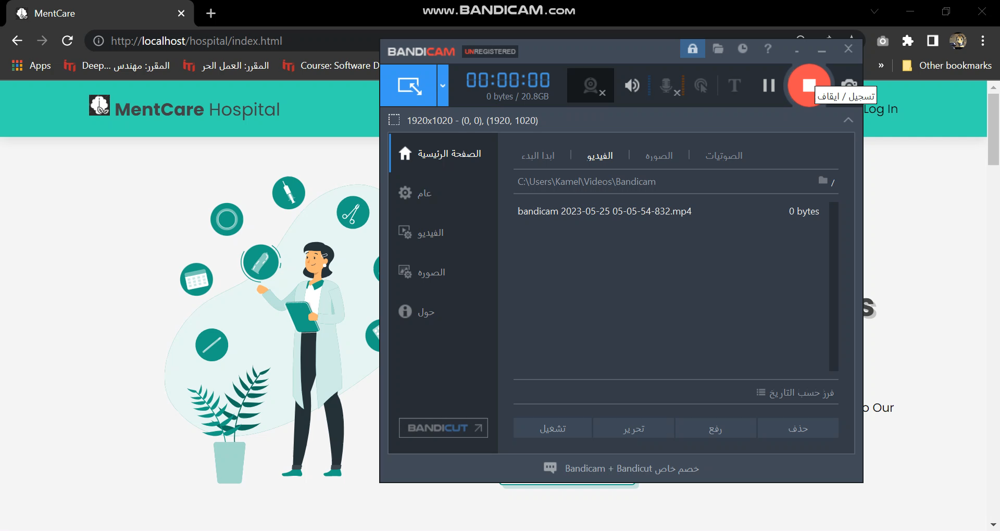 MentCare
www.BANDICAM.com
http://localhost/hospital/index.html
Apps
Deep... المقرر: مهندس
المقرر: العمل الحر
Course: Software D
»
Other bookmarks
MentCare Hospital
Log In
BANDICAM UNREGISTERED
00:00:00
0 bytes / 20.8GB
T
تسجيل / ايقاف
1920x1020 - (0, 0), (1920, 1020)
الصفحة الرئيسية
عام
الفيديو
الصوره
حول
BANDICUT
ابدا البدء
الفيديو
الصوره
الصوتيات
C:\Users\Kamel\Videos\Bandicam
/
bandicam 2023-05-25 05-05-54-832.mp4 0 bytes
فرز حسب التاريخ
تشغيل
تحرير
رفع
حذف
خصم خاص Bandicam + Bandicut
s
o Our